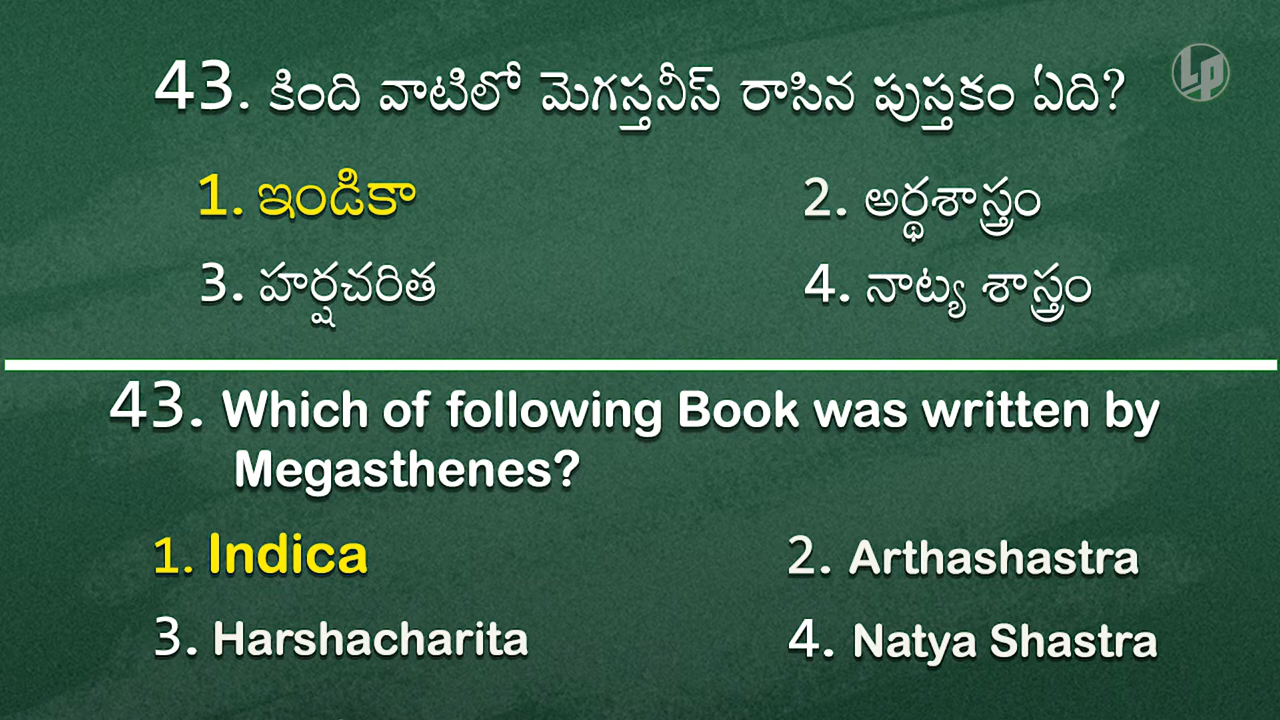 43. కింది వాటిలో మెగస్తనీస్ రాసిన పుస్తకం ఏది?
1. ఇండికా 2. అర్థశాస్త్రం
3. హర్షచరిత 4. నాట్య శాస్త్రం
43. Which of following Book was written by
Megasthenes?
1. Indica 2. Arthashastra
3. Harshacharita 4. Natya Shastra
LP